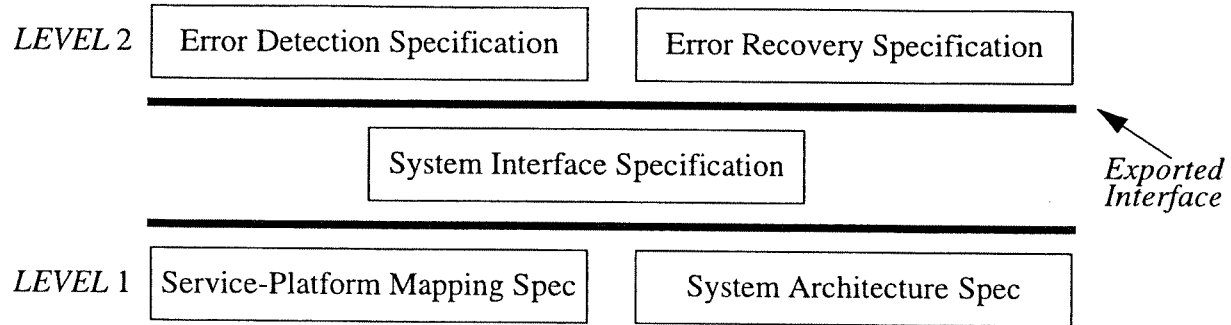 LEVEL 2
Error Detection Specification
Error Recovery Specification
System Interface Specification
Exported
Interface
LEVEL 1
Service-Platform Mapping Spec
System Architecture Spec